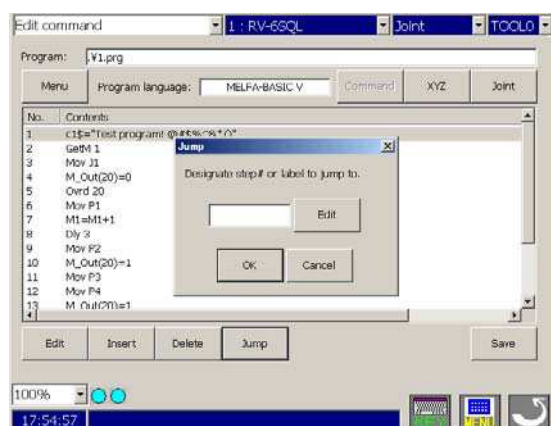 Edit command 1 : RV-6SQL Joint TOOL0
Program: .¥1.prg
Menu Program language: MELFA-BASIC V Command XYZ Joint
No. Contents
1 c1$="Test program! @#$%^&*()"
2 GetM 1
3 Mov J1
4 M_Out(20)=0
5 Ovrd 20
6 Mov P1
7 M1=M1+1
8 Dly 3
9 Mov P2
10 M_Out(20)=1
11 Mov P3
12 Mov P4
13 M_Out(20)=1
Jump
Designate step# or label to jump to.
Edit
OK Cancel
Edit Insert Delete Jump Save
100%
17:54:57
MENU